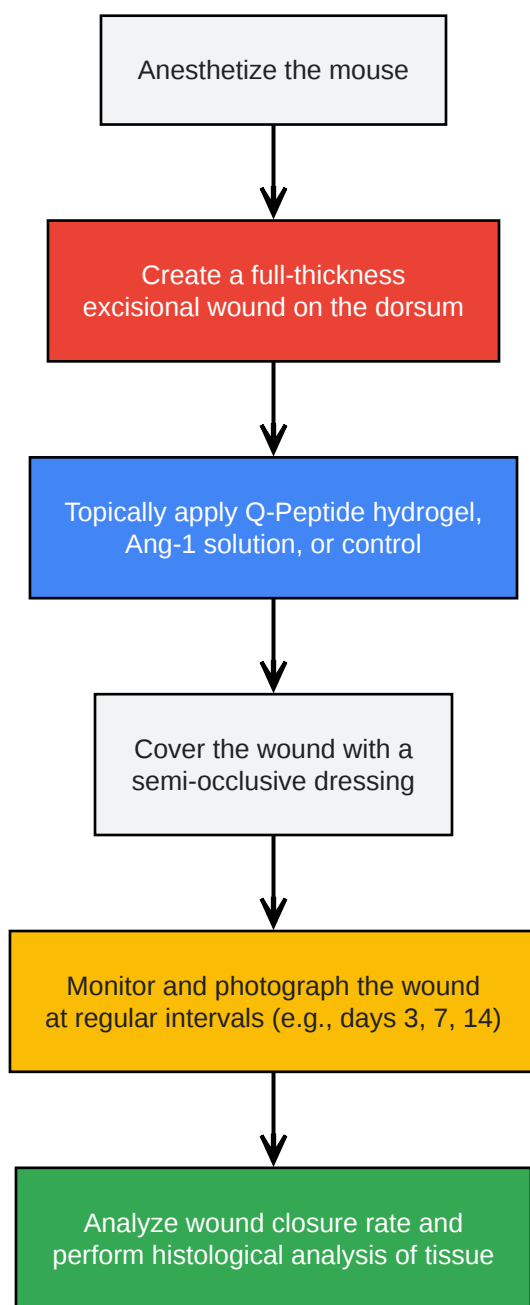 Anesthetize the mouse
Create a full-thickness
excisional wound on the dorsum
Topically apply Q-Peptide hydrogel,
Ang-1 solution, or control
Cover the wound with a
semi-occlusive dressing
Monitor and photograph the wound
at regular intervals (e.g., days 3, 7, 14)
Analyze wound closure rate and
perform histological analysis of tissue